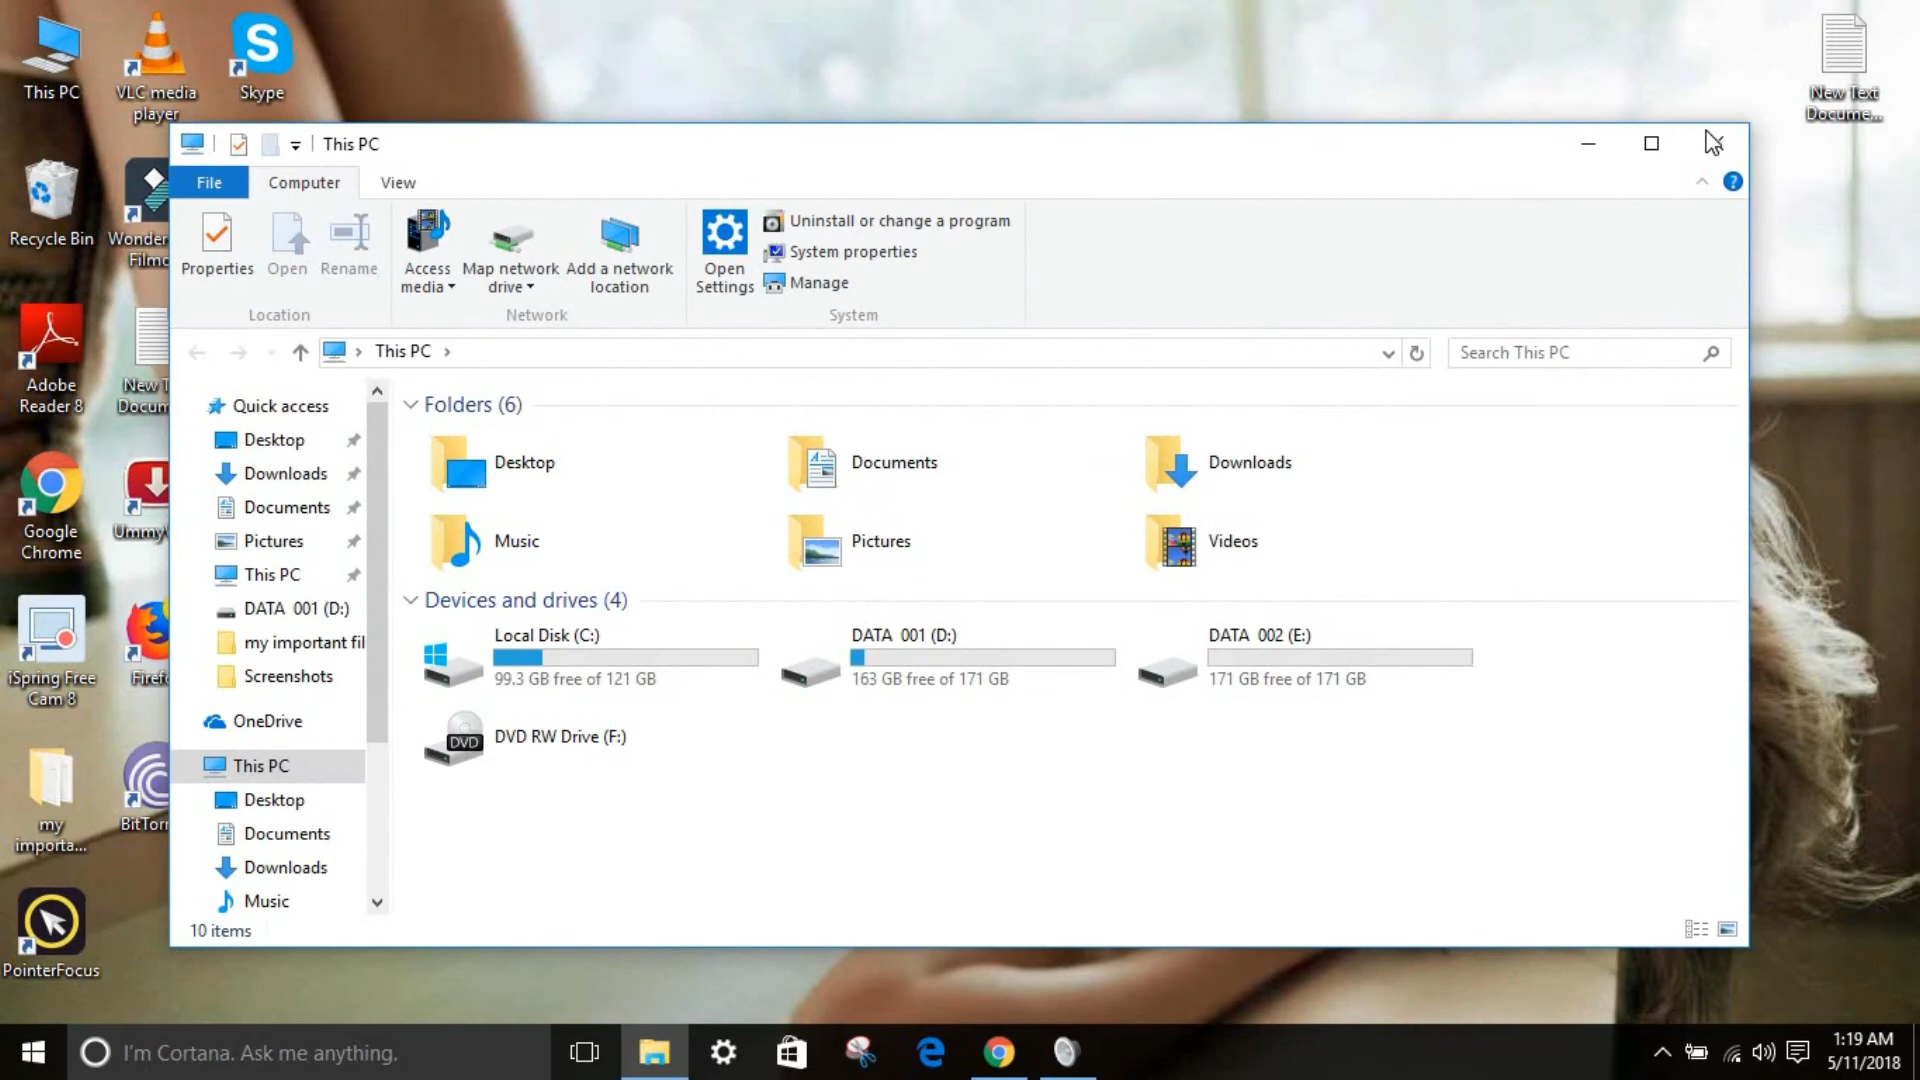 This PC
VLC media
player
Skype
New Text
Docume...
Recycle Bin
Wonder
Filmo
Adobe
Reader 8
New T
Docum
Google
Chrome
UmmyV
iSpring Free
Cam 8
Firef
my
importa...
BitTorr
PointerFocus
This PC
File
Computer
View
?
Properties
Open
Rename
Location
Access
media
Map network
drive
Add a network
location
Network
Open
Settings
Uninstall or change a program
System properties
Manage
System
This PC
Search This PC
Quick access
Desktop
Downloads
Documents
Pictures
This PC
DATA 001 (D:)
my important fil
Screenshots
OneDrive
This PC
Desktop
Documents
Downloads
Music
Folders (6)
Desktop
Documents
Downloads
Music
Pictures
Videos
Devices and drives (4)
Local Disk (C:)
99.3 GB free of 121 GB
DATA 001 (D:)
163 GB free of 171 GB
DATA 002 (E:)
171 GB free of 171 GB
DVD
DVD RW Drive (F:)
10 items
I'm Cortana. Ask me anything.
1:19 AM
5/11/2018